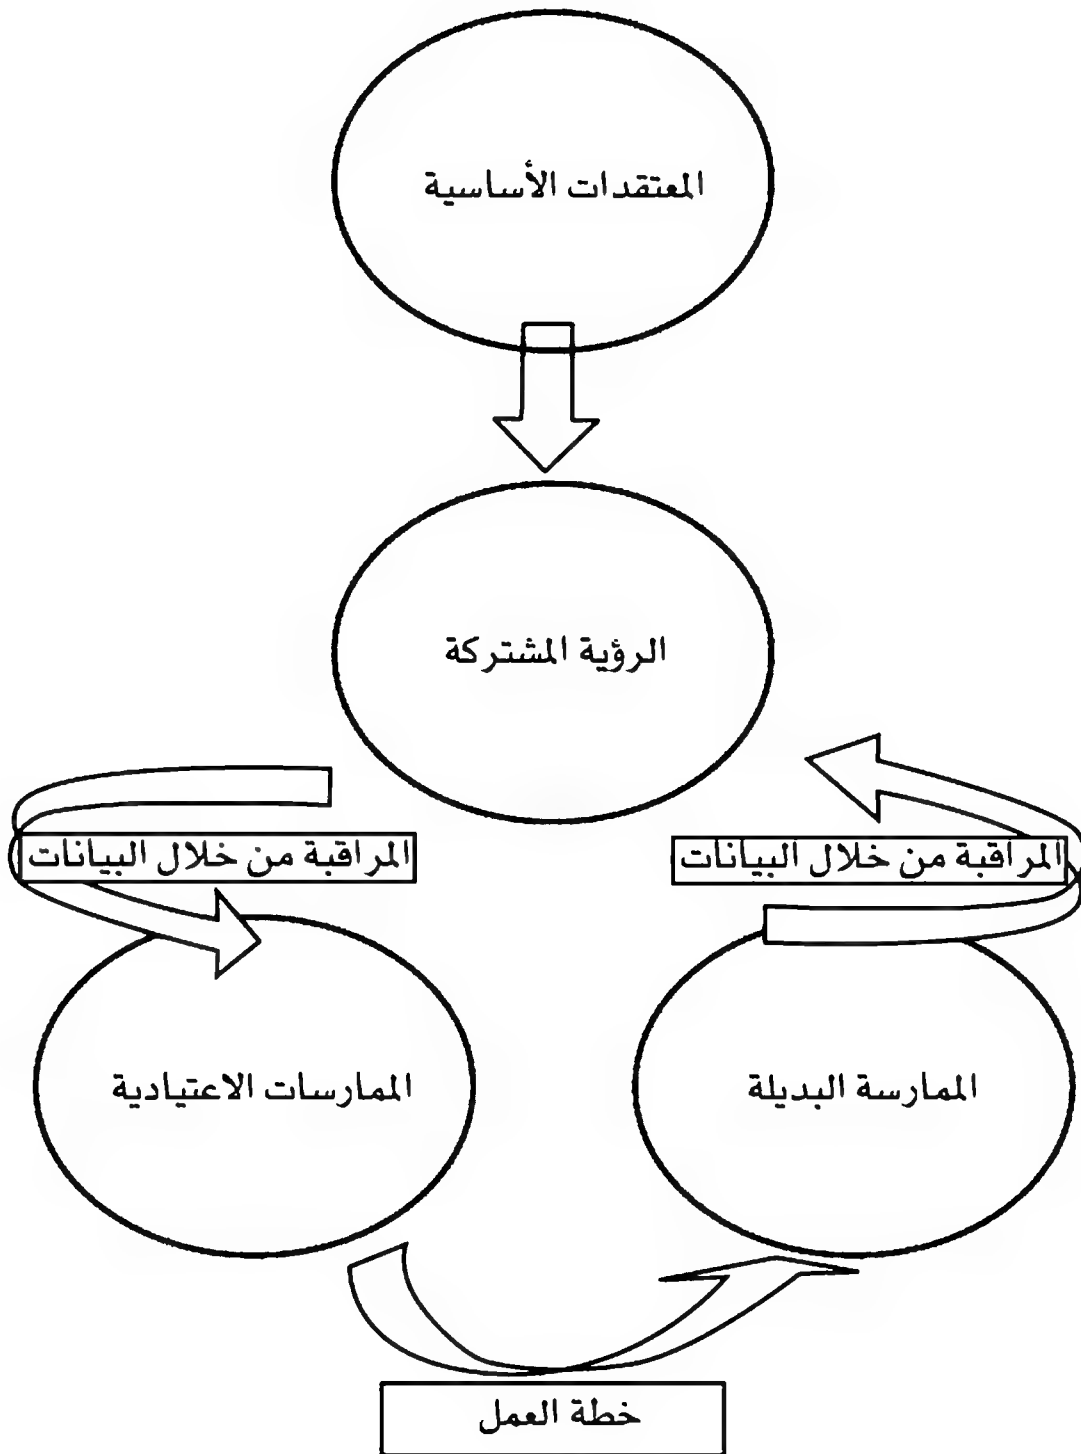 المعتقدات الأساسية
الرؤية المشتركة
المراقبة من خلال البيانات
المراقبة من خلال البيانات
الممارسة البديلة
الممارسات الاعتيادية
خطة العمل